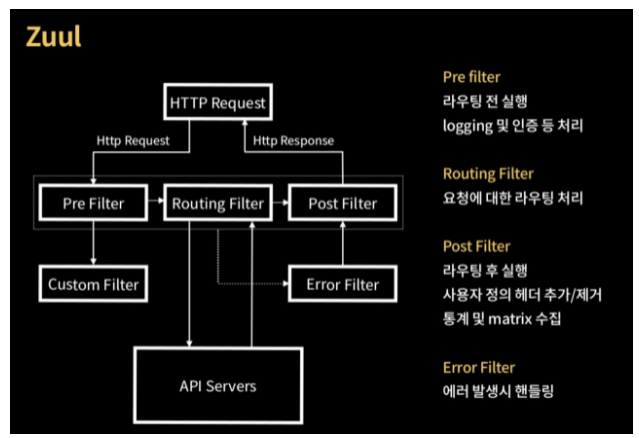 Zuul
HTTP Request
Http Request
Http Response
Pre Filter
Routing Filter
Post Filter
Custom Filter
Error Filter
API Servers
Pre filter
라우팅 전 실행
logging 및 인증 등 처리
Routing Filter
요청에 대한 라우팅 처리
Post Filter
라우팅 후 실행
사용자 정의 헤더 추가/제거
통계 및 matrix 수집
Error Filter
에러 발생시 핸들링